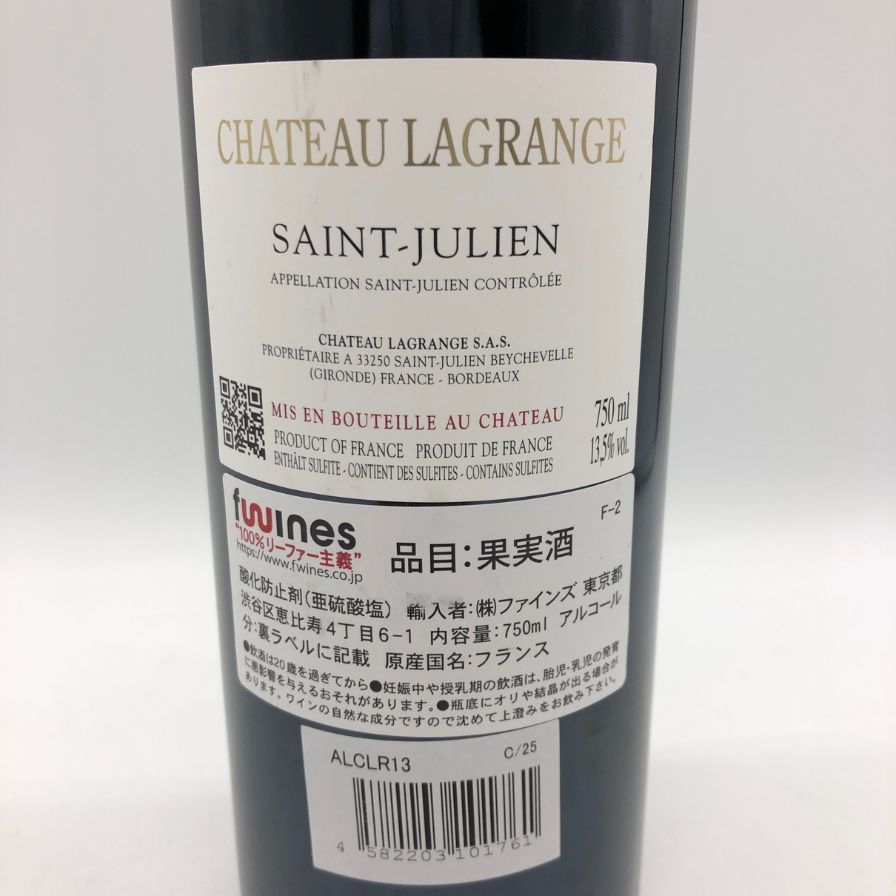 CHATEAU LAGRANGE
SAINT-JULIEN
APPELLATION SAINT-JULIEN CONTRÔLÉE
CHATEAU LAGRANGE S.A.S.
PROPRIÉTAIRE A 33250 SAINT-JULIEN BEYCHEVELLE
(GIRONDE) FRANCE - BORDEAUX
MIS EN BOUTEILLE AU CHATEAU 750 ml
PRODUCT OF FRANCE PRODUIT DE FRANCE 13,5% vol.
ENTHÄLT SULFITE - CONTIENT DES SULFITES - CONTAINS SULFITES
fwines F-2
"100%リーファー主義" 品目:果実酒
https://www.fwines.co.jp
酸化防止剤(亜硫酸塩) 輸入者:(株)ファインズ 東京都
渋谷区恵比寿4丁目6-1 内容量:750ml アルコール
分:裏ラベルに記載 原産国名:フランス
●飲酒は20歳を過ぎてから●妊娠中や授乳期の飲酒は、胎児・乳児の発育
に悪影響を与えるおそれがあります。●瓶底にオリや結晶が出る場合が
あります。ワインの自然な成分ですので沈めて上澄みをお飲み下さい。
ALCLR13 C/25
4 582203 101761